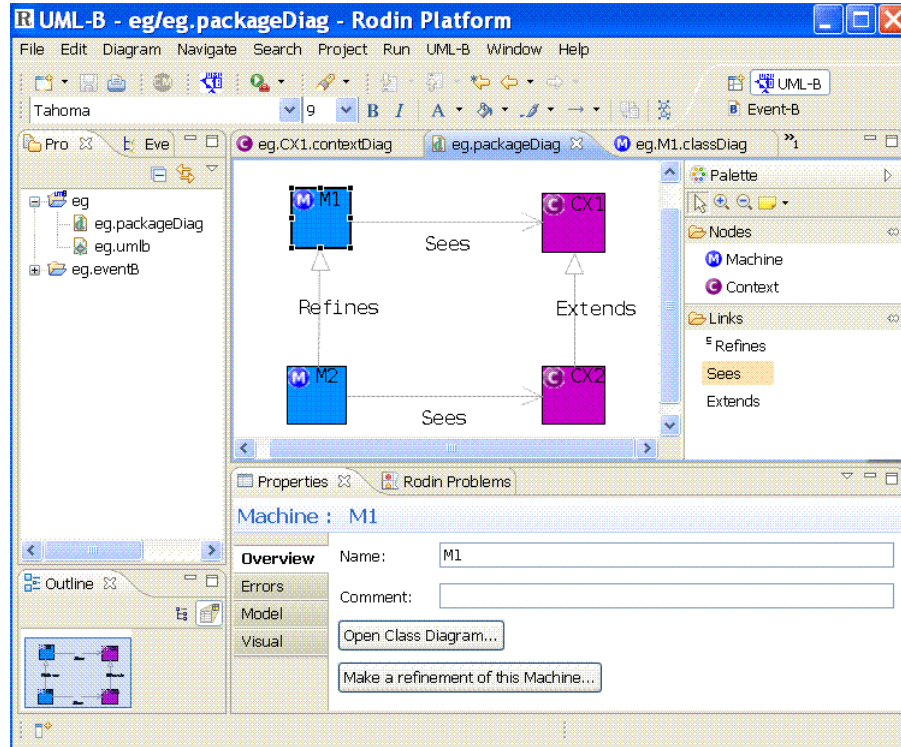 R UML-B - eg/eg.packageDiag - Rodin Platform
File Edit Diagram Navigate Search Project Run UML-B Window Help
UML-B
Tahoma 9 B I A Event-B
Pro Eve
eg.CX1.contextDiag eg.packageDiag eg.M1.classDiag »1
eg
eg.packageDiag
eg.umlb
eg.eventB
M M1
C CX1
Sees
Refines
Extends
M M2
C CX2
Sees
Palette
Nodes
M Machine
C Context
Links
E Refines
Sees
Extends
Properties Rodin Problems
Machine : M1
Overview
Errors
Model
Visual
Name: M1
Comment:
Open Class Diagram...
Make a refinement of this Machine...
Outline